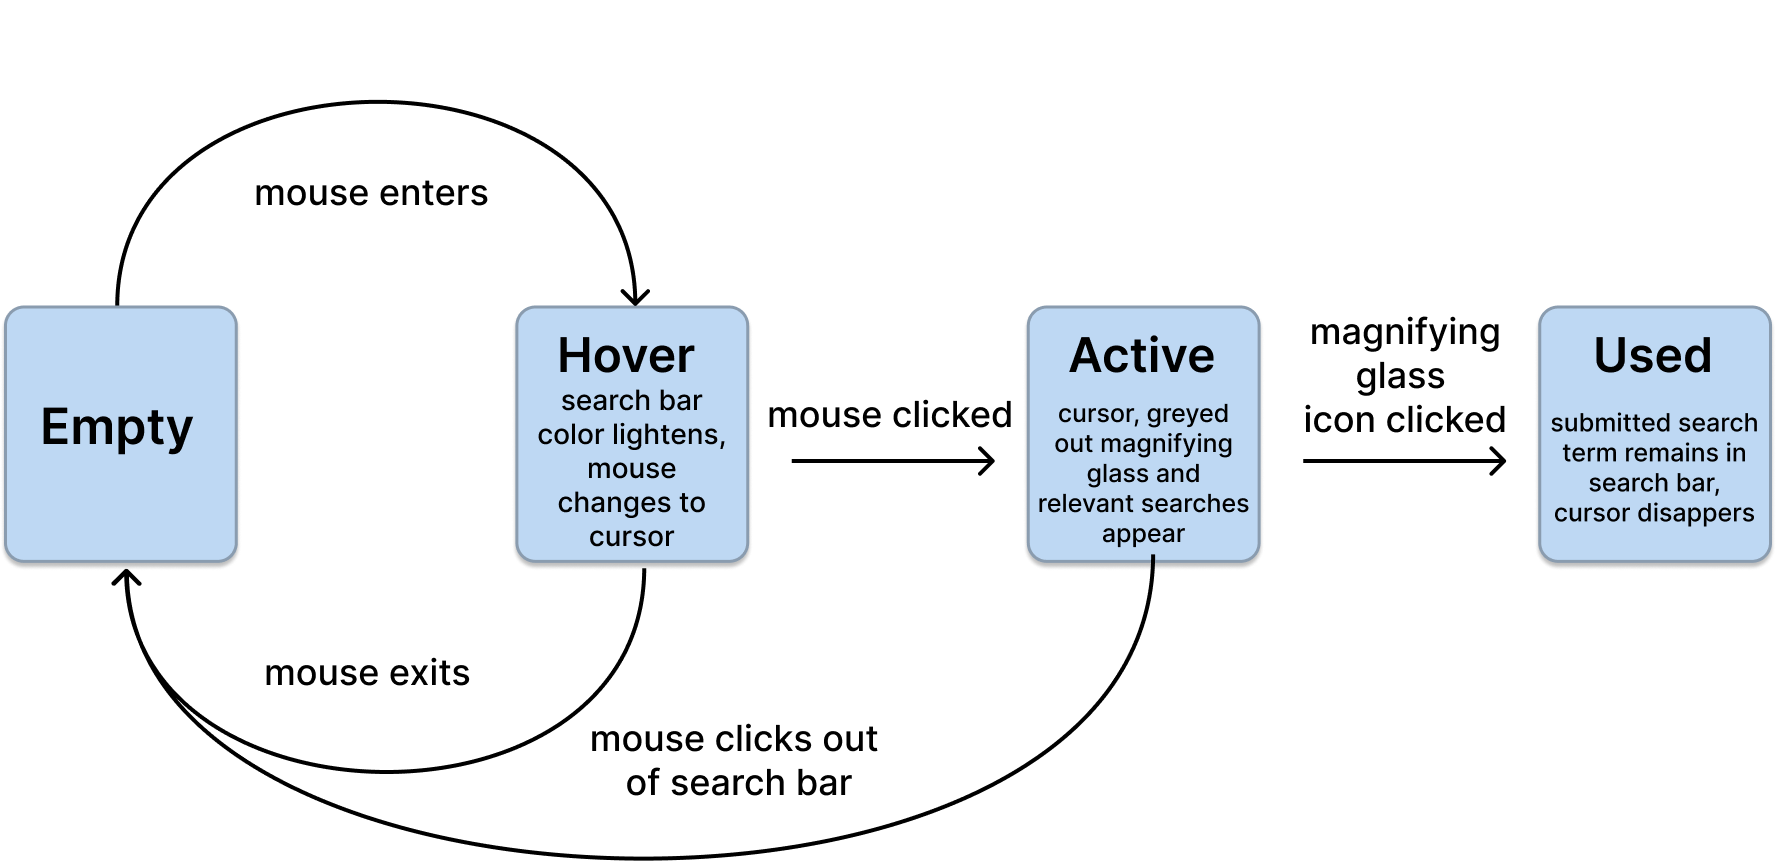 mouse enters
Empty
Hover
search bar
color lightens,
mouse
changes to
cursor
mouse clicked
Active
cursor, greyed
out magnifying
glass and
relevant searches
appear
magnifying
glass
icon clicked
Used
submitted search
term remains in
search bar,
cursor disappers
mouse exits
mouse clicks out
of search bar